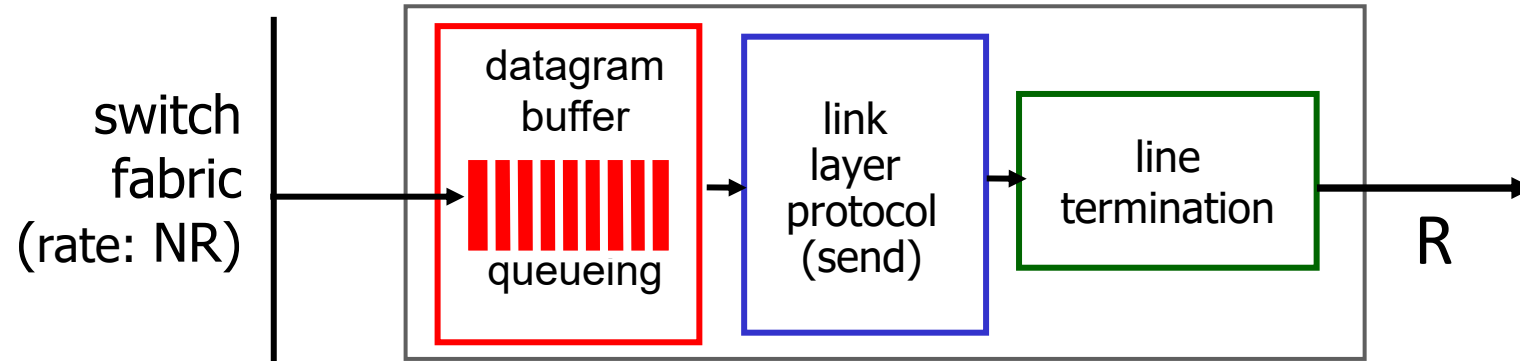 switch
fabric
(rate: NR)
datagram
buffer
queueing
link
layer
protocol
(send)
line
termination
R